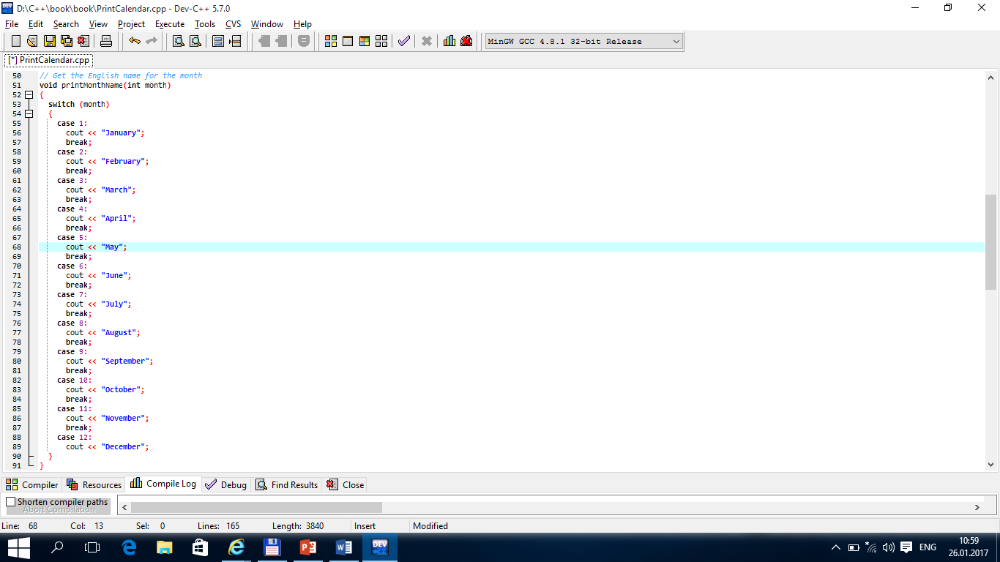 D:\C++\book\book\PrintCalendar.cpp - Dev-C++ 5.7.0
File Edit Search View Project Execute Tools CVS Window Help
MinGW GCC 4.8.1 32-bit Release
[*] PrintCalendar.cpp
50 // Get the English name for the month
51 void printMonthName(int month)
52 {
53 switch (month)
54 {
55 case 1:
56 cout << "January";
57 break;
58 case 2:
59 cout << "February";
60 break;
61 case 3:
62 cout << "March";
63 break;
64 case 4:
65 cout << "April";
66 break;
67 case 5:
68 cout << "May";
69 break;
70 case 6:
71 cout << "June";
72 break;
73 case 7:
74 cout << "July";
75 break;
76 case 8:
77 cout << "August";
78 break;
79 case 9:
80 cout << "September";
81 break;
82 case 10:
83 cout << "October";
84 break;
85 case 11:
86 cout << "November";
87 break;
88 case 12:
89 cout << "December";
90 }
91 }
Compiler Resources Compile Log Debug Find Results Close
Shorten compiler paths
Abort Compilation
Line: 68 Col: 13 Sel: 0 Lines: 165 Length: 3840 Insert Modified
DEV C++
ENG
10:59
26.01.2017